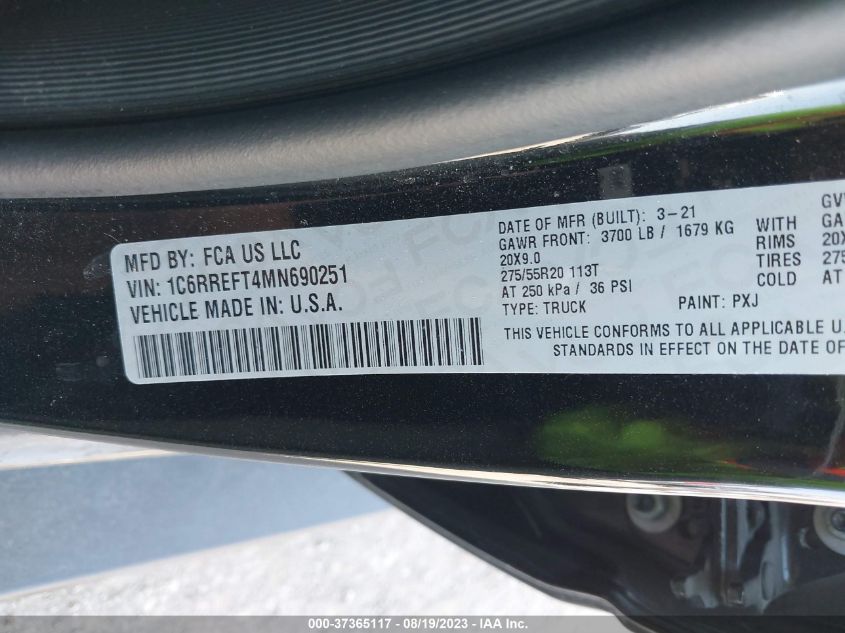 MFD BY: FCA US LLC
VIN: 1C6RREFT4MN690251
VEHICLE MADE IN: U.S.A.
DATE OF MFR (BUILT): 3-21
GAWR FRONT: 3700 LB / 1679 KG WITH
20X9.0 RIMS 20X
275/55R20 113T TIRES 275
AT 250 kPa / 36 PSI COLD AT
TYPE: TRUCK PAINT: PXJ
THIS VEHICLE CONFORMS TO ALL APPLICABLE U.
STANDARDS IN EFFECT ON THE DATE OF
000-37365117 - 08/19/2023 - IAA Inc.